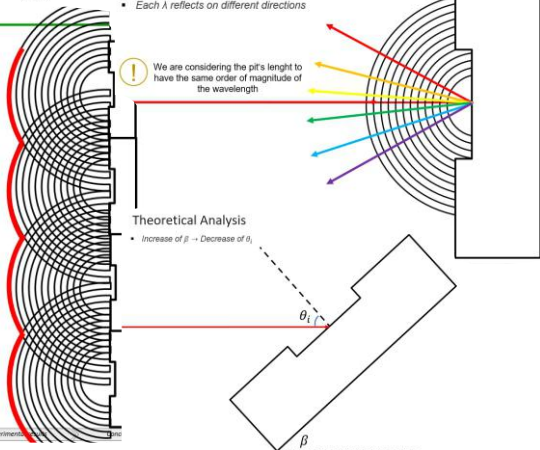 ▪ Each λ reflects on different directions
! We are considering the pit's lenght to
have the same order of magnitude of
the wavelength
Theoretical Analysis
▪ Increase of β → Decrease of θi
θi
β